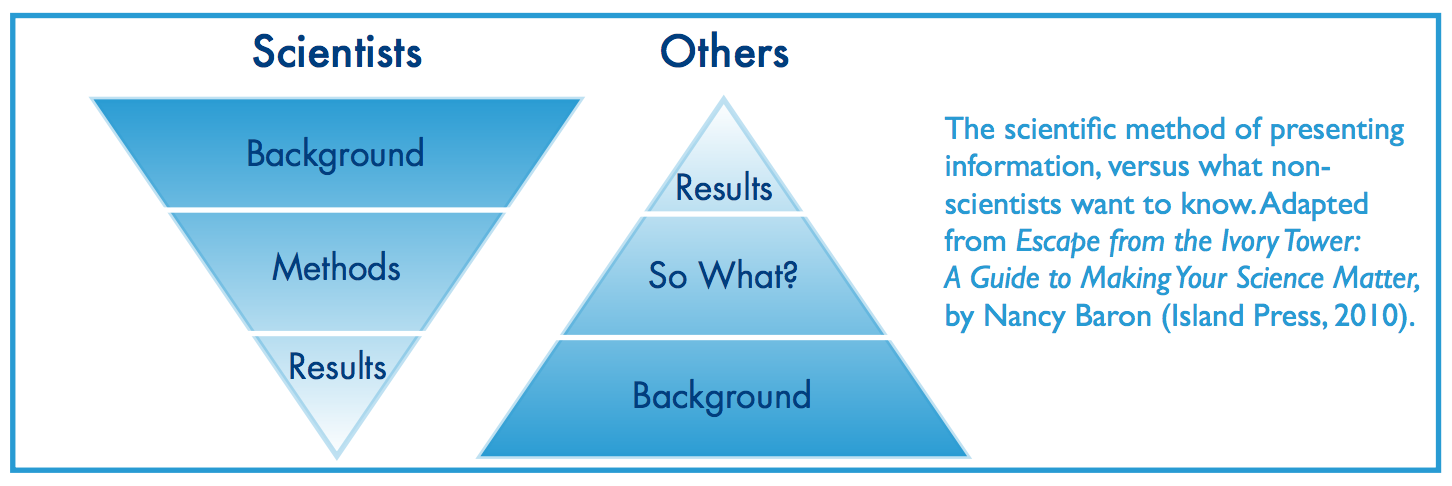 Scientists
Background
Methods
Results
Others
Results
So What?
Background
The scientific method of presenting
information, versus what non-
scientists want to know. Adapted
from Escape from the Ivory Tower:
A Guide to Making Your Science Matter,
by Nancy Baron (Island Press, 2010).